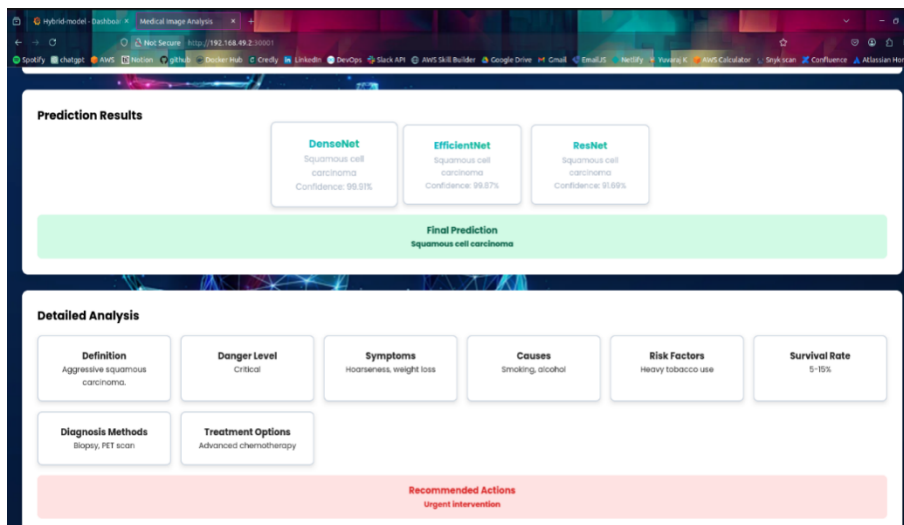 Hybrid-model - Dashboar
Medical Image Analysis
Not Secure http://192.168.49.2:30001
Spotify chatgpt AWS Notion github Docker Hub Credly LinkedIn DevOps Slack API AWS Skill Builder Google Drive Gmail EmailJS Netlify Yuvaraj K AWS Calculator Snyk scan Confluence Atlassian Hor
Prediction Results
DenseNet
Squamous cell
carcinoma
Confidence: 99.91%
EfficientNet
Squamous cell
carcinoma
Confidence: 99.67%
ResNet
Squamous cell
carcinoma
Confidence: 91.69%
Final Prediction
Squamous cell carcinoma
Detailed Analysis
Definition
Aggressive squamous
carcinoma.
Danger Level
Critical
Symptoms
Hoarseness, weight loss
Causes
Smoking, alcohol
Risk Factors
Heavy tobacco use
Survival Rate
5-15%
Diagnosis Methods
Biopsy, PET scan
Treatment Options
Advanced chemotherapy
Recommended Actions
Urgent intervention